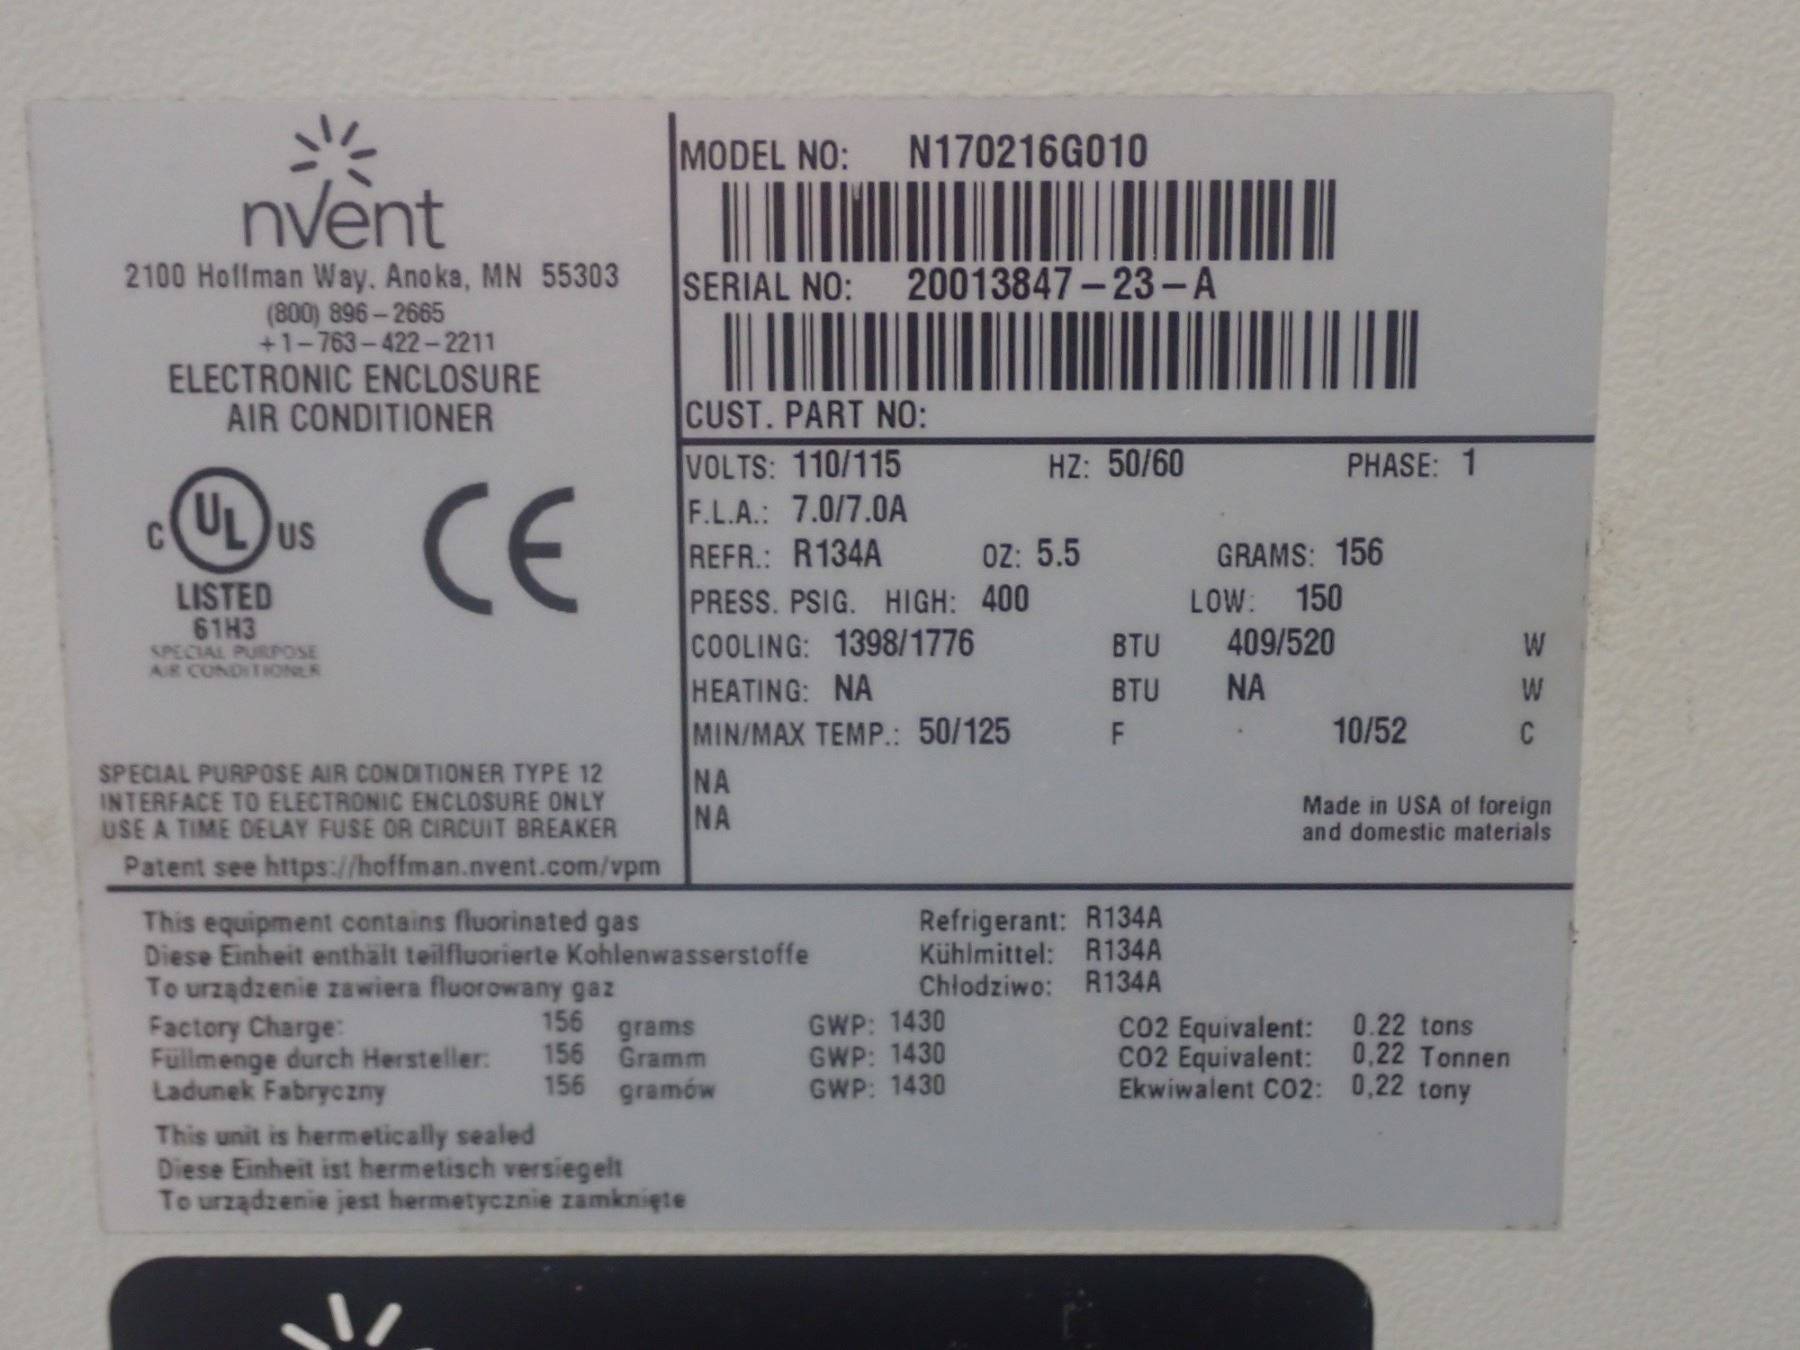 nVent
2100 Hoffman Way, Anoka, MN 55303
(800) 896-2665
+1-763-422-2211
ELECTRONIC ENCLOSURE
AIR CONDITIONER
C UL US
LISTED
61H3
SPECIAL PURPOSE
AIR CONDITIONER
CE
SPECIAL PURPOSE AIR CONDITIONER TYPE 12
INTERFACE TO ELECTRONIC ENCLOSURE ONLY
USE A TIME DELAY FUSE OR CIRCUIT BREAKER
Patent see https://hoffman.nvent.com/vpm
MODEL NO: N170216G010
SERIAL NO: 20013847-23-A
CUST. PART NO:
VOLTS: 110/115 HZ: 50/60 PHASE: 1
F.L.A.: 7.0/7.0A
REFR.: R134A OZ: 5.5 GRAMS: 156
PRESS. PSIG. HIGH: 400 LOW: 150
COOLING: 1398/1776 BTU 409/520 W
HEATING: NA BTU NA W
MIN/MAX TEMP.: 50/125 F 10/52 C
NA
NA
Made in USA of foreign
and domestic materials
This equipment contains fluorinated gas Refrigerant: R134A
Diese Einheit enthält teilfluorierte Kohlenwasserstoffe Kühlmittel: R134A
To urządzenie zawiera fluorowany gaz Chłodziwo: R134A
Factory Charge: 156 grams GWP: 1430 CO2 Equivalent: 0.22 tons
Füllmenge durch Hersteller: 156 Gramm GWP: 1430 CO2 Equivalent: 0,22 Tonnen
Ładunek Fabryczny 156 gramów GWP: 1430 Ekwiwalent CO2: 0,22 tony
This unit is hermetically sealed
Diese Einheit ist hermetisch versiegelt
To urządzenie jest hermetycznie zamknięte